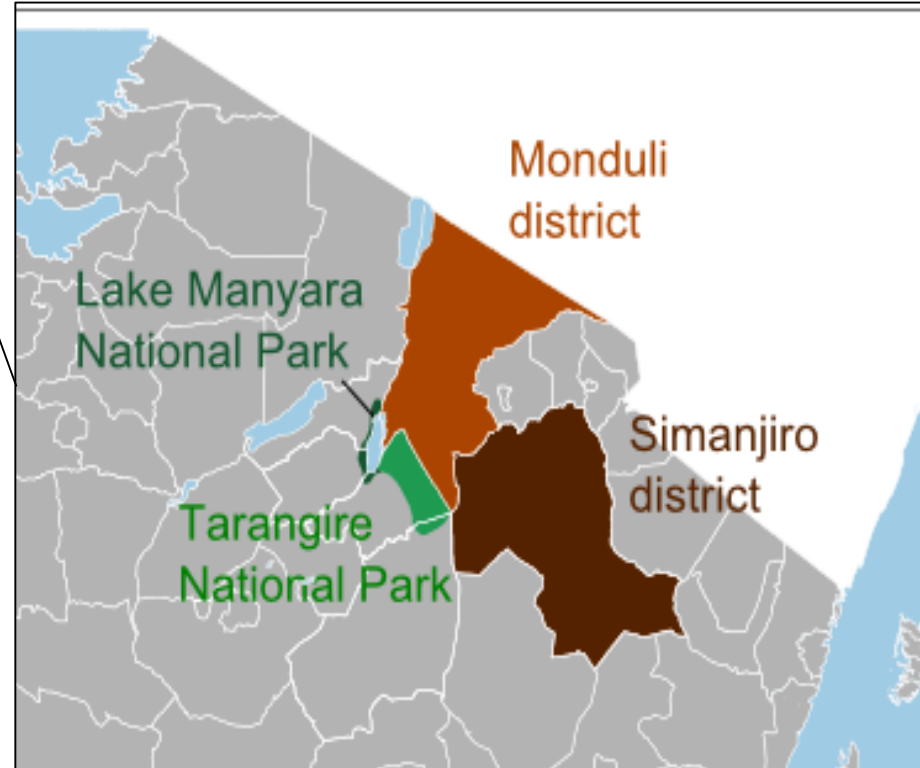 Monduli
district
Lake Manyara
National Park
Simanjiro
district
Tarangire
National Park